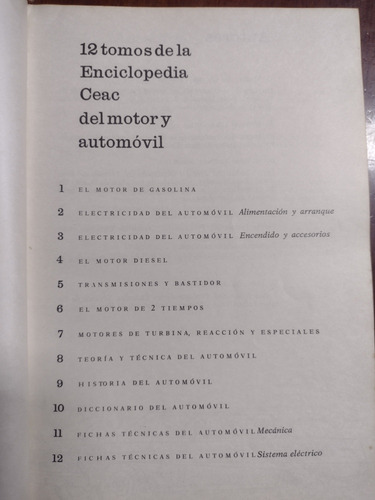 12 tomos de la
Enciclopedia
Ceac
del motor y
automóvil
1 EL MOTOR DE GASOLINA
2 ELECTRICIDAD DEL AUTOMÓVIL Alimentación y arranque
3 ELECTRICIDAD DEL AUTOMÓVIL Encendido y accesorios
4 EL MOTOR DIESEL
5 TRANSMISIONES Y BASTIDOR
6 EL MOTOR DE 2 TIEMPOS
7 MOTORES DE TURBINA, REACCIÓN Y ESPECIALES
8 TEORÍA Y TÉCNICA DEL AUTOMÓVIL
9 HISTORIA DEL AUTOMÓVIL
10 DICCIONARIO DEL AUTOMÓVIL
11 FICHAS TÉCNICAS DEL AUTOMÓVIL Mecánica
12 FICHAS TÉCNICAS DEL AUTOMÓVIL Sistema eléctrico